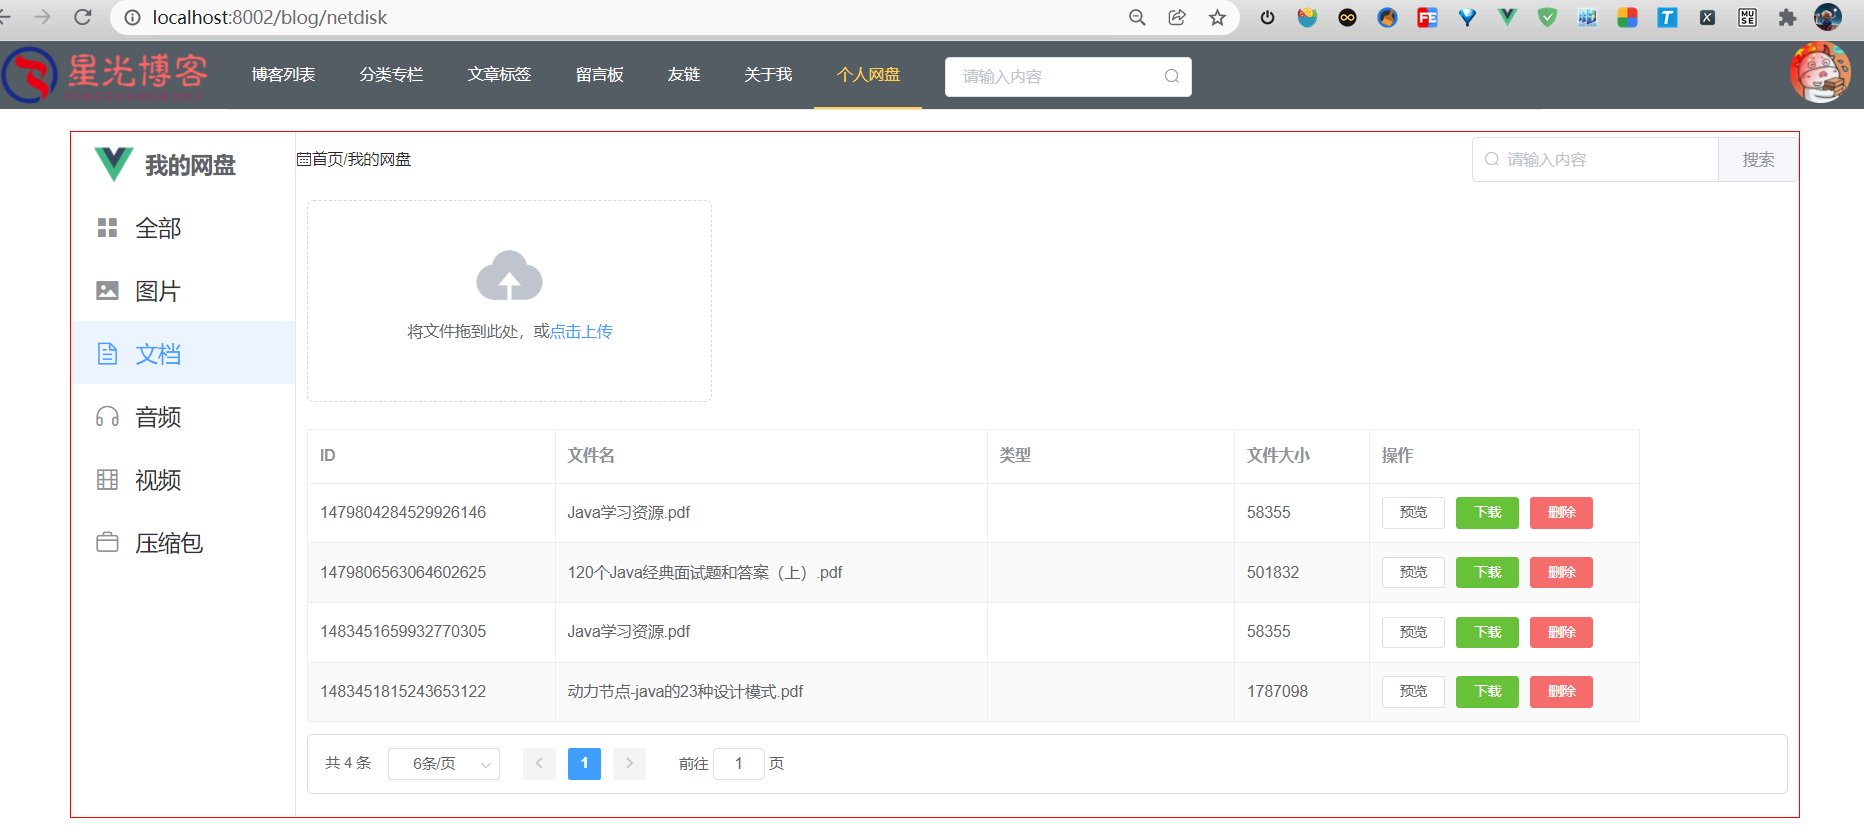 localhost:8002/blog/netdisk
星光博客 博客列表 分类专栏 文章标签 留言板 友链 关于我 个人网盘 请输入内容
我的网盘 首页/我的网盘 请输入内容 搜索
全部
图片
文档
音频
视频
压缩包
将文件拖到此处，或点击上传
ID 文件名 类型 文件大小 操作
1479804284529926146 Java学习资源.pdf 58355 预览 下载 删除
1479806563064602625 120个Java经典面试题和答案（上）.pdf 501832 预览 下载 删除
1483451659932770305 Java学习资源.pdf 58355 预览 下载 删除
1483451815243653122 动力节点-java的23种设计模式.pdf 1787098 预览 下载 删除
共 4 条 6条/页 1 前往 1 页